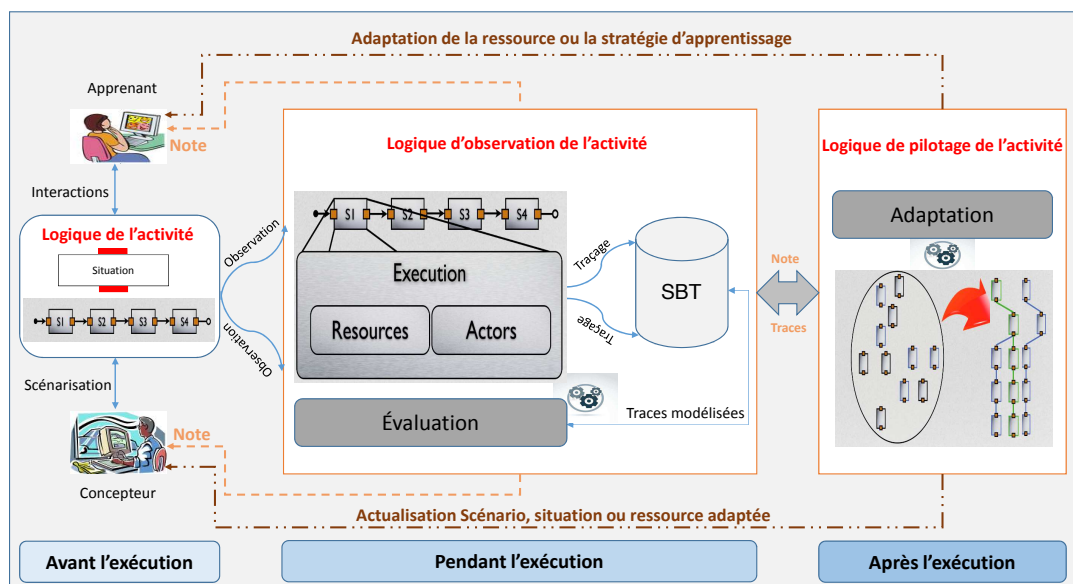 Adaptation de la ressource ou la stratégie d'apprentissage
Apprenant
Note
Interactions
Logique de l'activité
Situation
S1 S2 S3 S4
Scénarisation
Note
Concepteur
Observation
Observation
Logique d'observation de l'activité
S1 S2 S3 S4
Execution
Resources Actors
Traçage
Traçage
SBT
Évaluation
Traces modélisées
Note
Traces
Logique de pilotage de l'activité
Adaptation
Actualisation Scénario, situation ou ressource adaptée
Avant l'exécution
Pendant l'exécution
Après l'exécution